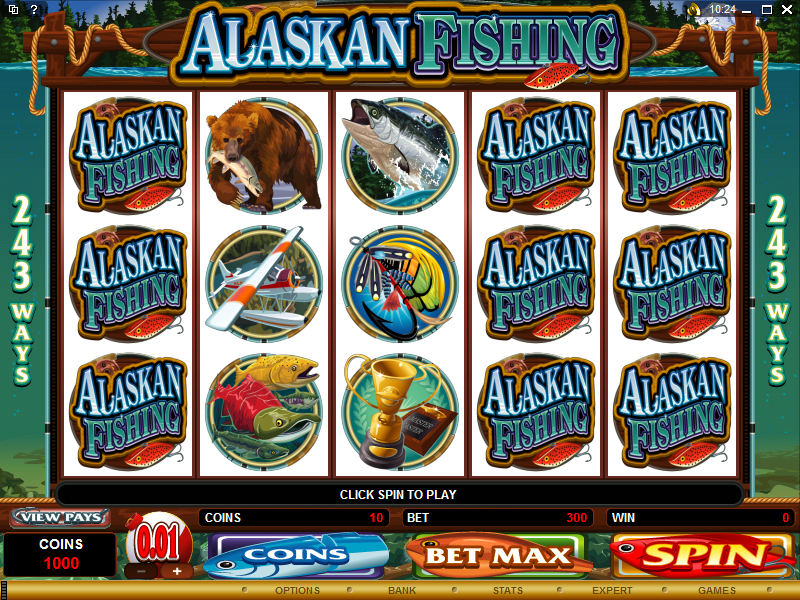 ?
10:24
ALASKAN FISHING
ALASKAN FISHING
ALASKAN FISHING
ALASKAN FISHING
243 WAYS
243 WAYS
ALASKAN FISHING
ALASKAN FISHING
ALASKAN FISHING
ALASKAN FISHING
ALASKAN FISHING
ALASKAN FISHING
CLICK SPIN TO PLAY
VIEW PAYS
COINS 10
BET 300
WIN 0
COINS
1000
0.01
- +
COINS
BET MAX
SPIN
OPTIONS
BANK
STATS
EXPERT
GAMES